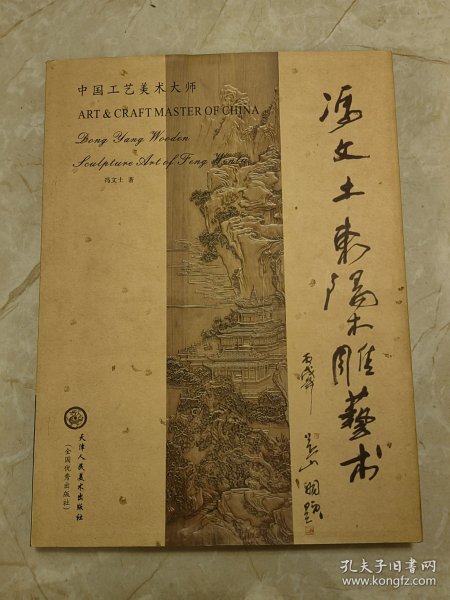 中国工艺美术大师
ART & CRAFT MASTER OF CHINA
Dong Yang Wooden
Sculpture Art of Feng Wentu
冯文土 著
冯文土东阳木雕艺术
丙戌
天津人民美术出版社
(全国优秀出版社)
孔夫子旧书网
www.kongfz.com